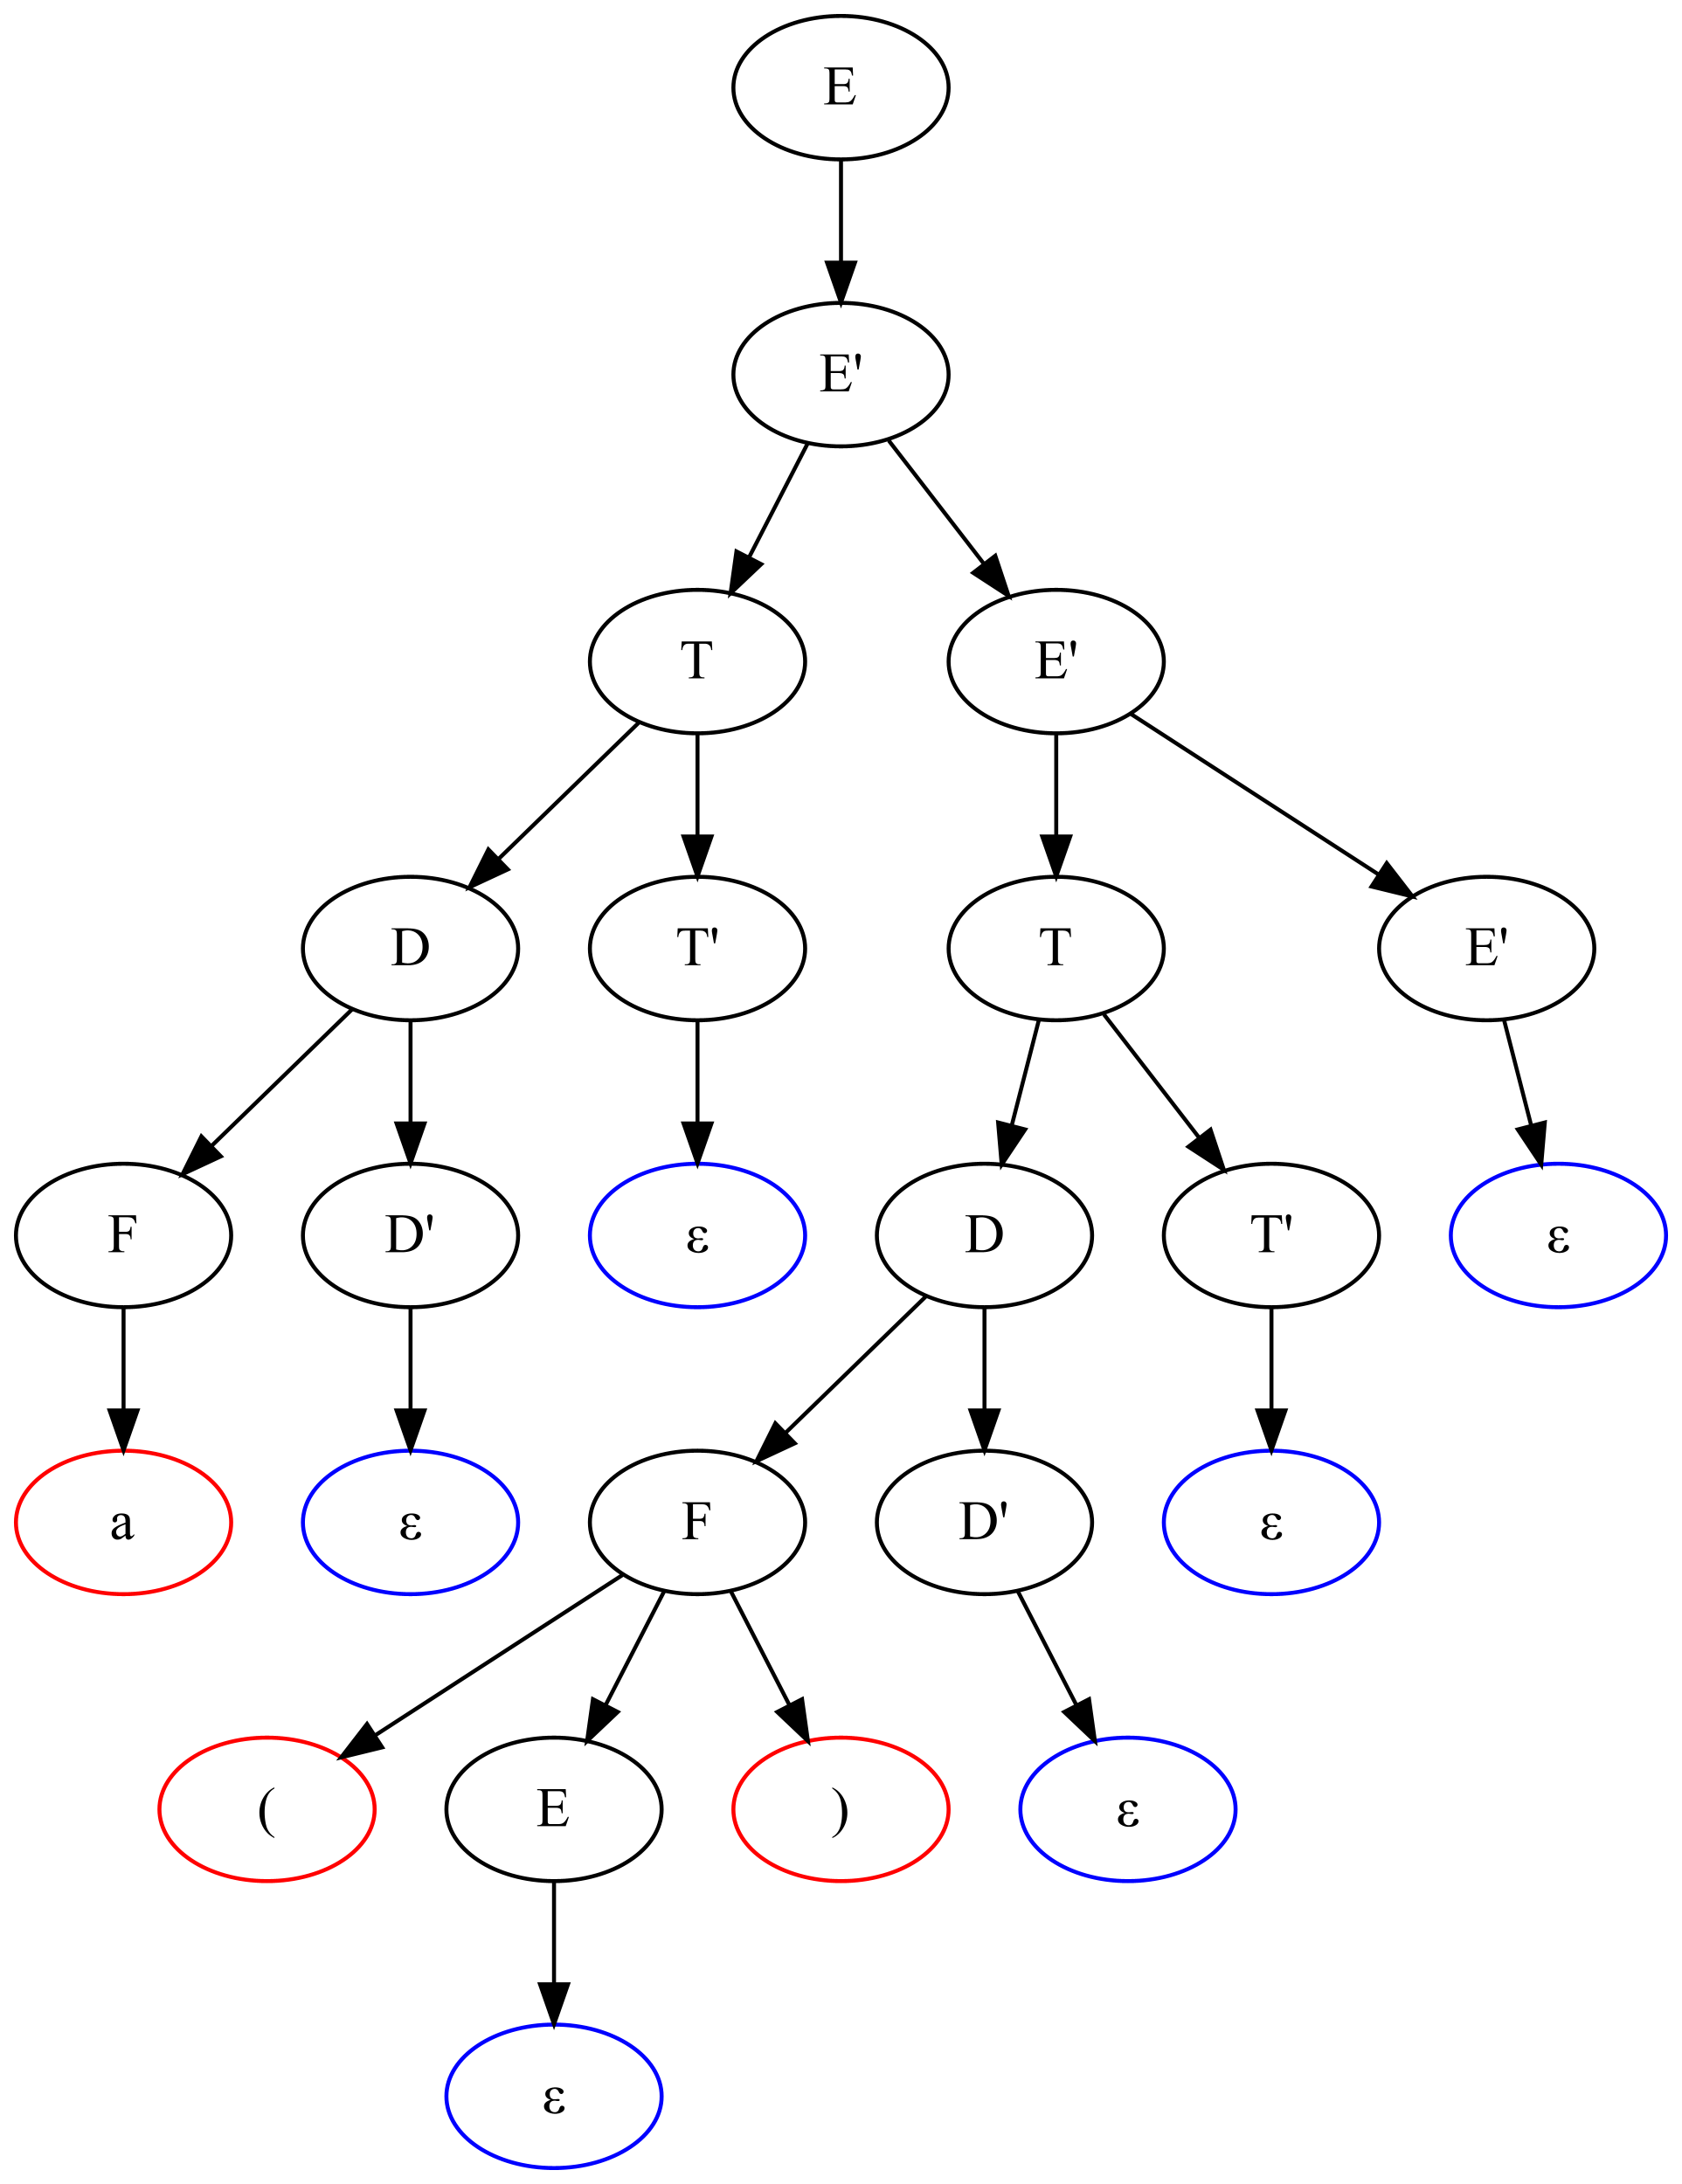 E
E'
T E'
D T' T E'
F D' ε D T' ε
a ε F D' ε
( E ) ε
ε